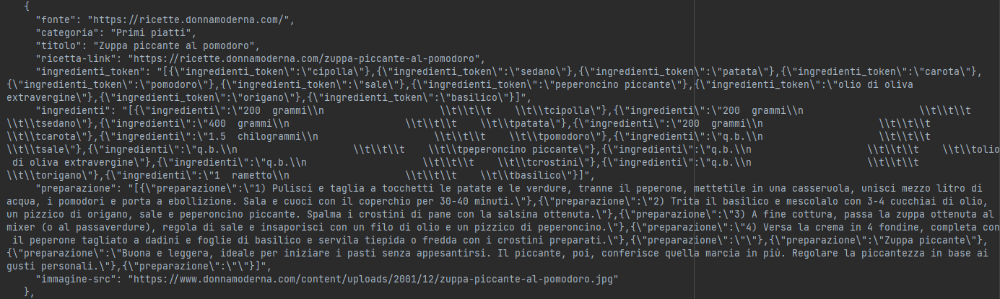 {
"fonte": "https://ricette.donnamoderna.com/",
"categoria": "Primi piatti",
"titolo": "Zuppa piccante al pomodoro",
"ricetta-link": "https://ricette.donnamoderna.com/zuppa-piccante-al-pomodoro",
"ingredienti_token": "[{\"ingredienti_token\":\"cipolla\"},{\"ingredienti_token\":\"sedano\"},{\"ingredienti_token\":\"patata\"},{\"ingredienti_token\":\"carota\"},
{\"ingredienti_token\":\"pomodoro\"},{\"ingredienti_token\":\"sale\"},{\"ingredienti_token\":\"peperoncino piccante\"},{\"ingredienti_token\":\"olio di oliva
extravergine\"},{\"ingredienti_token\":\"origano\"},{\"ingredienti_token\":\"basilico\"}]",
"ingredienti": "[{\"ingredienti\":\"200  grammi\\n                    \\t\\t\\t    \\t\\tcipolla\"},{\"ingredienti\":\"200  grammi\\n                    \\t\\t\\t
\\t\\tsedano\"},{\"ingredienti\":\"400  grammi\\n                    \\t\\t\\t    \\t\\tpatata\"},{\"ingredienti\":\"200  grammi\\n                    \\t\\t\\t
\\t\\tcarota\"},{\"ingredienti\":\"1.5  chilogrammi\\n                    \\t\\t\\t    \\t\\tpomodoro\"},{\"ingredienti\":\"q.b.\\n                    \\t\\t\\t
\\t\\tsale\"},{\"ingredienti\":\"q.b.\\n                    \\t\\t\\t    \\t\\tpeperoncino piccante\"},{\"ingredienti\":\"q.b.\\n                    \\t\\t\\t    \\t\\tolio
di oliva extravergine\"},{\"ingredienti\":\"q.b.\\n                    \\t\\t\\t    \\t\\tcrostini\"},{\"ingredienti\":\"q.b.\\n                    \\t\\t\\t
\\t\\torigano\"},{\"ingredienti\":\"1  rametto\\n                    \\t\\t\\t    \\t\\tbasilico\"}]",
"preparazione": "[{\"preparazione\":\"1) Pulisci e taglia a tocchetti le patate e le verdure, tranne il peperone, mettetile in una casseruola, unisci mezzo litro di
acqua, i pomodori e porta a ebollizione. Sala e cuoci con il coperchio per 30-40 minuti.\"},{\"preparazione\":\"2) Trita il basilico e mescolalo con 3-4 cucchiai di olio,
un pizzico di origano, sale e peperoncino piccante. Spalma i crostini di pane con la salsina ottenuta.\"},{\"preparazione\":\"3) A fine cottura, passa la zuppa ottenuta al
mixer (o al passaverdure), regola di sale e insaporisci con un filo di olio e un pizzico di peperoncino.\"},{\"preparazione\":\"4) Versa la crema in 4 fondine, completa con
il peperone tagliato a dadini e foglie di basilico e servila tiepida o fredda con i crostini preparati.\"},{\"preparazione\":\"\"},{\"preparazione\":\"Zuppa piccante\"},
{\"preparazione\":\"Buona e leggera, ideale per iniziare i pasti senza appesantirsi. Il piccante, poi, conferisce quella marcia in più. Regolare la piccantezza in base ai
gusti personali.\"},{\"preparazione\":\"\"}]",
"immagine-src": "https://www.donnamoderna.com/content/uploads/2001/12/zuppa-piccante-al-pomodoro.jpg"
},